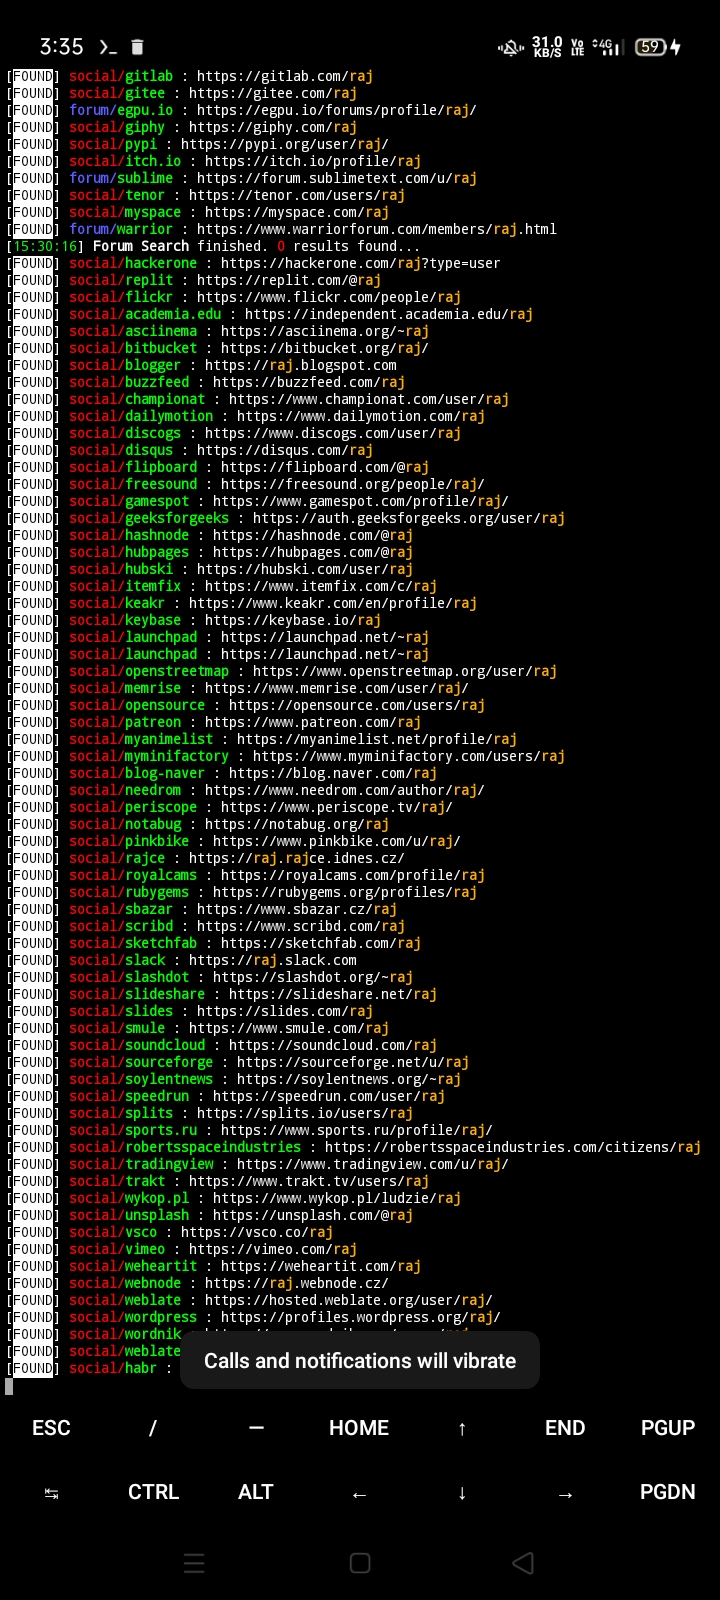 3:35
31.0 KB/S Vo LTE 4G 59
[FOUND] social/gitlab : https://gitlab.com/raj
[FOUND] social/gitee : https://gitee.com/raj
[FOUND] forum/egpu.io : https://egpu.io/forums/profile/raj/
[FOUND] social/giphy : https://giphy.com/raj
[FOUND] social/pypi : https://pypi.org/user/raj/
[FOUND] social/itch.io : https://itch.io/profile/raj
[FOUND] forum/sublime : https://forum.sublimetext.com/u/raj
[FOUND] social/tenor : https://tenor.com/users/raj
[FOUND] social/myspace : https://myspace.com/raj
[FOUND] forum/warrior : https://www.warriorforum.com/members/raj.html
[15:30:16] Forum Search finished. 0 results found...
[FOUND] social/hackerone : https://hackerone.com/raj?type=user
[FOUND] social/replit : https://replit.com/@raj
[FOUND] social/flickr : https://www.flickr.com/people/raj
[FOUND] social/academia.edu : https://independent.academia.edu/raj
[FOUND] social/asciinema : https://asciinema.org/~raj
[FOUND] social/bitbucket : https://bitbucket.org/raj/
[FOUND] social/blogger : https://raj.blogspot.com
[FOUND] social/buzzfeed : https://buzzfeed.com/raj
[FOUND] social/championat : https://www.championat.com/user/raj
[FOUND] social/dailymotion : https://www.dailymotion.com/raj
[FOUND] social/discogs : https://www.discogs.com/user/raj
[FOUND] social/disqus : https://disqus.com/raj
[FOUND] social/flipboard : https://flipboard.com/@raj
[FOUND] social/freesound : https://freesound.org/people/raj/
[FOUND] social/gamespot : https://www.gamespot.com/profile/raj/
[FOUND] social/geeksforgeeks : https://auth.geeksforgeeks.org/user/raj
[FOUND] social/hashnode : https://hashnode.com/@raj
[FOUND] social/hubpages : https://hubpages.com/@raj
[FOUND] social/hubski : https://hubski.com/user/raj
[FOUND] social/itemfix : https://www.itemfix.com/c/raj
[FOUND] social/keakr : https://www.keakr.com/en/profile/raj
[FOUND] social/keybase : https://keybase.io/raj
[FOUND] social/launchpad : https://launchpad.net/~raj
[FOUND] social/launchpad : https://launchpad.net/~raj
[FOUND] social/openstreetmap : https://www.openstreetmap.org/user/raj
[FOUND] social/memrise : https://www.memrise.com/user/raj/
[FOUND] social/opensource : https://opensource.com/users/raj
[FOUND] social/patreon : https://www.patreon.com/raj
[FOUND] social/myanimelist : https://myanimelist.net/profile/raj
[FOUND] social/myminifactory : https://www.myminifactory.com/users/raj
[FOUND] social/blog-naver : https://blog.naver.com/raj
[FOUND] social/needrom : https://www.needrom.com/author/raj/
[FOUND] social/periscope : https://www.periscope.tv/raj/
[FOUND] social/notabug : https://notabug.org/raj
[FOUND] social/pinkbike : https://www.pinkbike.com/u/raj/
[FOUND] social/rajce : https://raj.rajce.idnes.cz/
[FOUND] social/royalcams : https://royalcams.com/profile/raj
[FOUND] social/rubygems : https://rubygems.org/profiles/raj
[FOUND] social/sbazar : https://www.sbazar.cz/raj
[FOUND] social/scribd : https://www.scribd.com/raj
[FOUND] social/sketchfab : https://sketchfab.com/raj
[FOUND] social/slack : https://raj.slack.com
[FOUND] social/slashdot : https://slashdot.org/~raj
[FOUND] social/slideshare : https://slideshare.net/raj
[FOUND] social/slides : https://slides.com/raj
[FOUND] social/smule : https://www.smule.com/raj
[FOUND] social/soundcloud : https://soundcloud.com/raj
[FOUND] social/sourceforge : https://sourceforge.net/u/raj
[FOUND] social/soylentnews : https://soylentnews.org/~raj
[FOUND] social/speedrun : https://speedrun.com/user/raj
[FOUND] social/splits : https://splits.io/users/raj
[FOUND] social/sports.ru : https://www.sports.ru/profile/raj/
[FOUND] social/robertsspaceindustries : https://robertsspaceindustries.com/citizens/raj
[FOUND] social/tradingview : https://www.tradingview.com/u/raj/
[FOUND] social/trakt : https://www.trakt.tv/users/raj
[FOUND] social/wykop.pl : https://www.wykop.pl/ludzie/raj
[FOUND] social/unsplash : https://unsplash.com/@raj
[FOUND] social/vsco : https://vsco.co/raj
[FOUND] social/vimeo : https://vimeo.com/raj
[FOUND] social/weheartit : https://weheartit.com/raj
[FOUND] social/webnode : https://raj.webnode.cz/
[FOUND] social/weblate : https://hosted.weblate.org/user/raj/
[FOUND] social/wordpress : https://profiles.wordpress.org/raj/
[FOUND] social/wordnik
[FOUND] social/weblate
[FOUND] social/habr :
Calls and notifications will vibrate
ESC / — HOME ↑ END PGUP
↹ CTRL ALT ← ↓ → PGDN